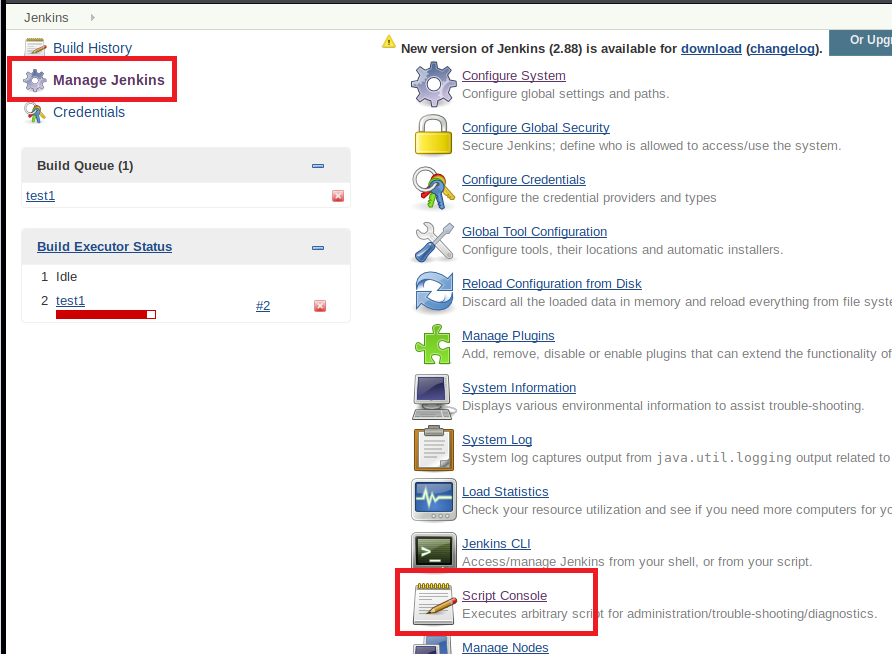 Jenkins
Build History
Manage Jenkins
Credentials
Build Queue (1)
test1
Build Executor Status
1 Idle
2 test1 #2
New version of Jenkins (2.88) is available for download (changelog).
Or Upgr
Configure System
Configure global settings and paths.
Configure Global Security
Secure Jenkins; define who is allowed to access/use the system.
Configure Credentials
Configure the credential providers and types
Global Tool Configuration
Configure tools, their locations and automatic installers.
Reload Configuration from Disk
Discard all the loaded data in memory and reload everything from file syste
Manage Plugins
Add, remove, disable or enable plugins that can extend the functionality of
System Information
Displays various environmental information to assist trouble-shooting.
System Log
System log captures output from java.util.logging output related to
Load Statistics
Check your resource utilization and see if you need more computers for yo
Jenkins CLI
Access/manage Jenkins from your shell, or from your script.
Script Console
Executes arbitrary script for administration/trouble-shooting/diagnostics.
Manage Nodes